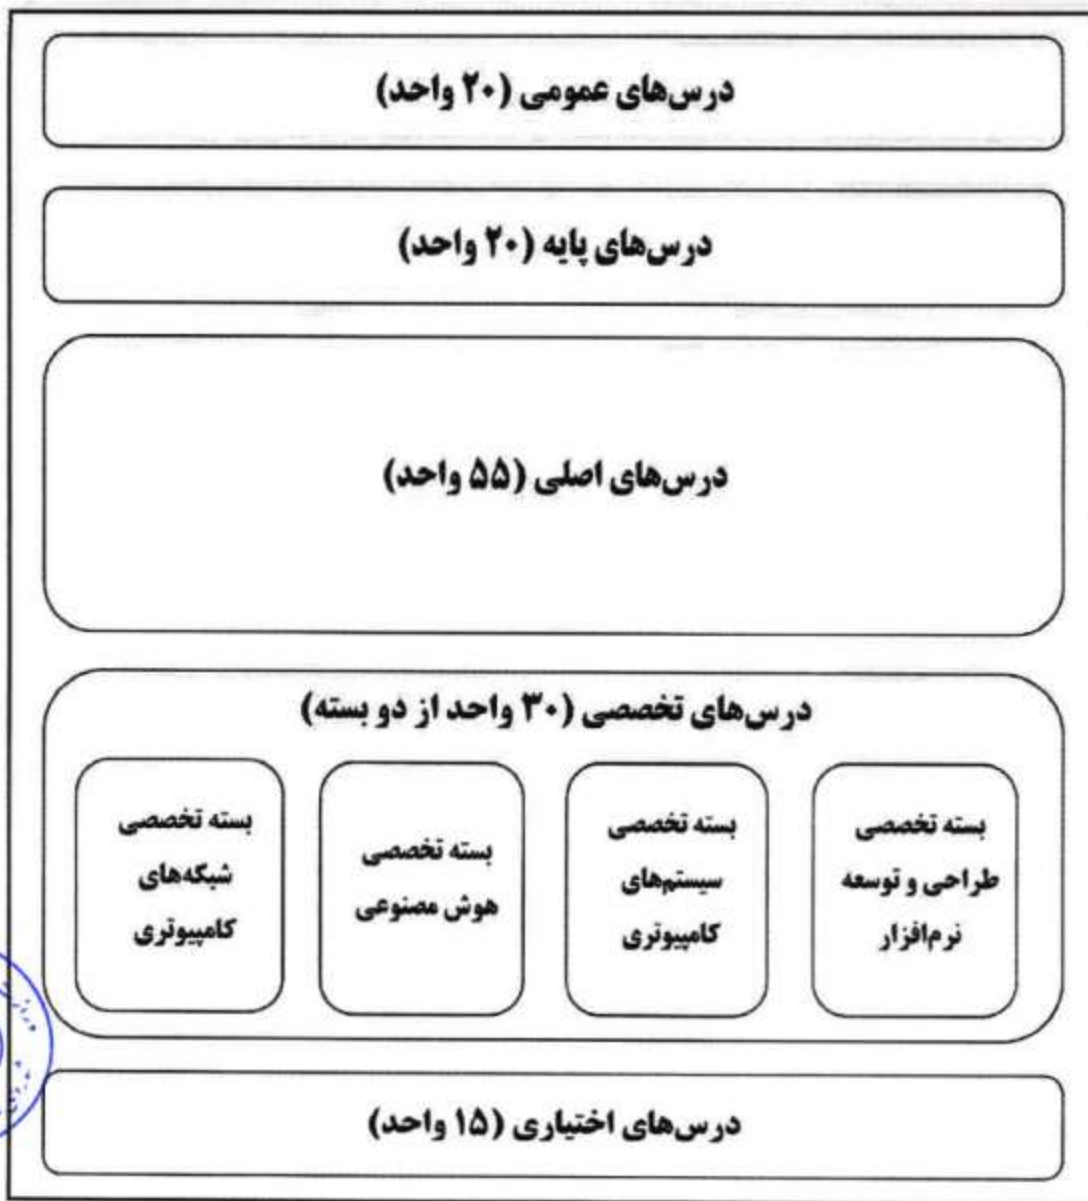 درس‌های عمومی (۲۰ واحد)
درس‌های پایه (۲۰ واحد)
درس‌های اصلی (۵۵ واحد)
درس‌های تخصصی (۳۰ واحد از دو بسته)
بسته تخصصی
طراحی و توسعه
نرم‌افزار
بسته تخصصی
سیستم‌های
کامپیوتری
بسته تخصصی
هوش مصنوعی
بسته تخصصی
شبکه‌های
کامپیوتری
درس‌های اختیاری (۱۵ واحد)